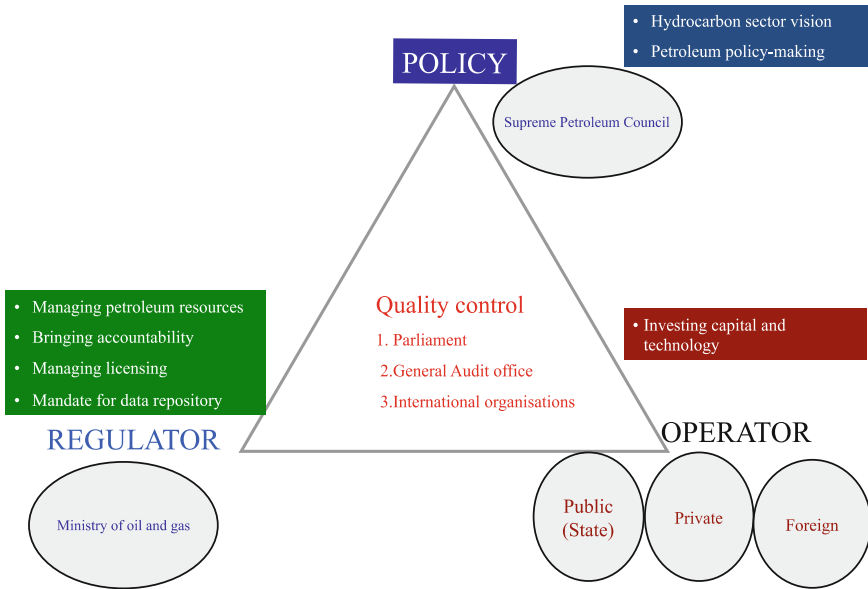 • Hydrocarbon sector vision
• Petroleum policy-making
POLICY
Supreme Petroleum Council
• Managing petroleum resources
• Bringing accountability
• Managing licensing
• Mandate for data repository
Quality control
1. Parliament
2.General Audit office
3.International organisations
• Investing capital and
technology
REGULATOR
OPERATOR
Ministry of oil and gas
Public
(State)
Private
Foreign